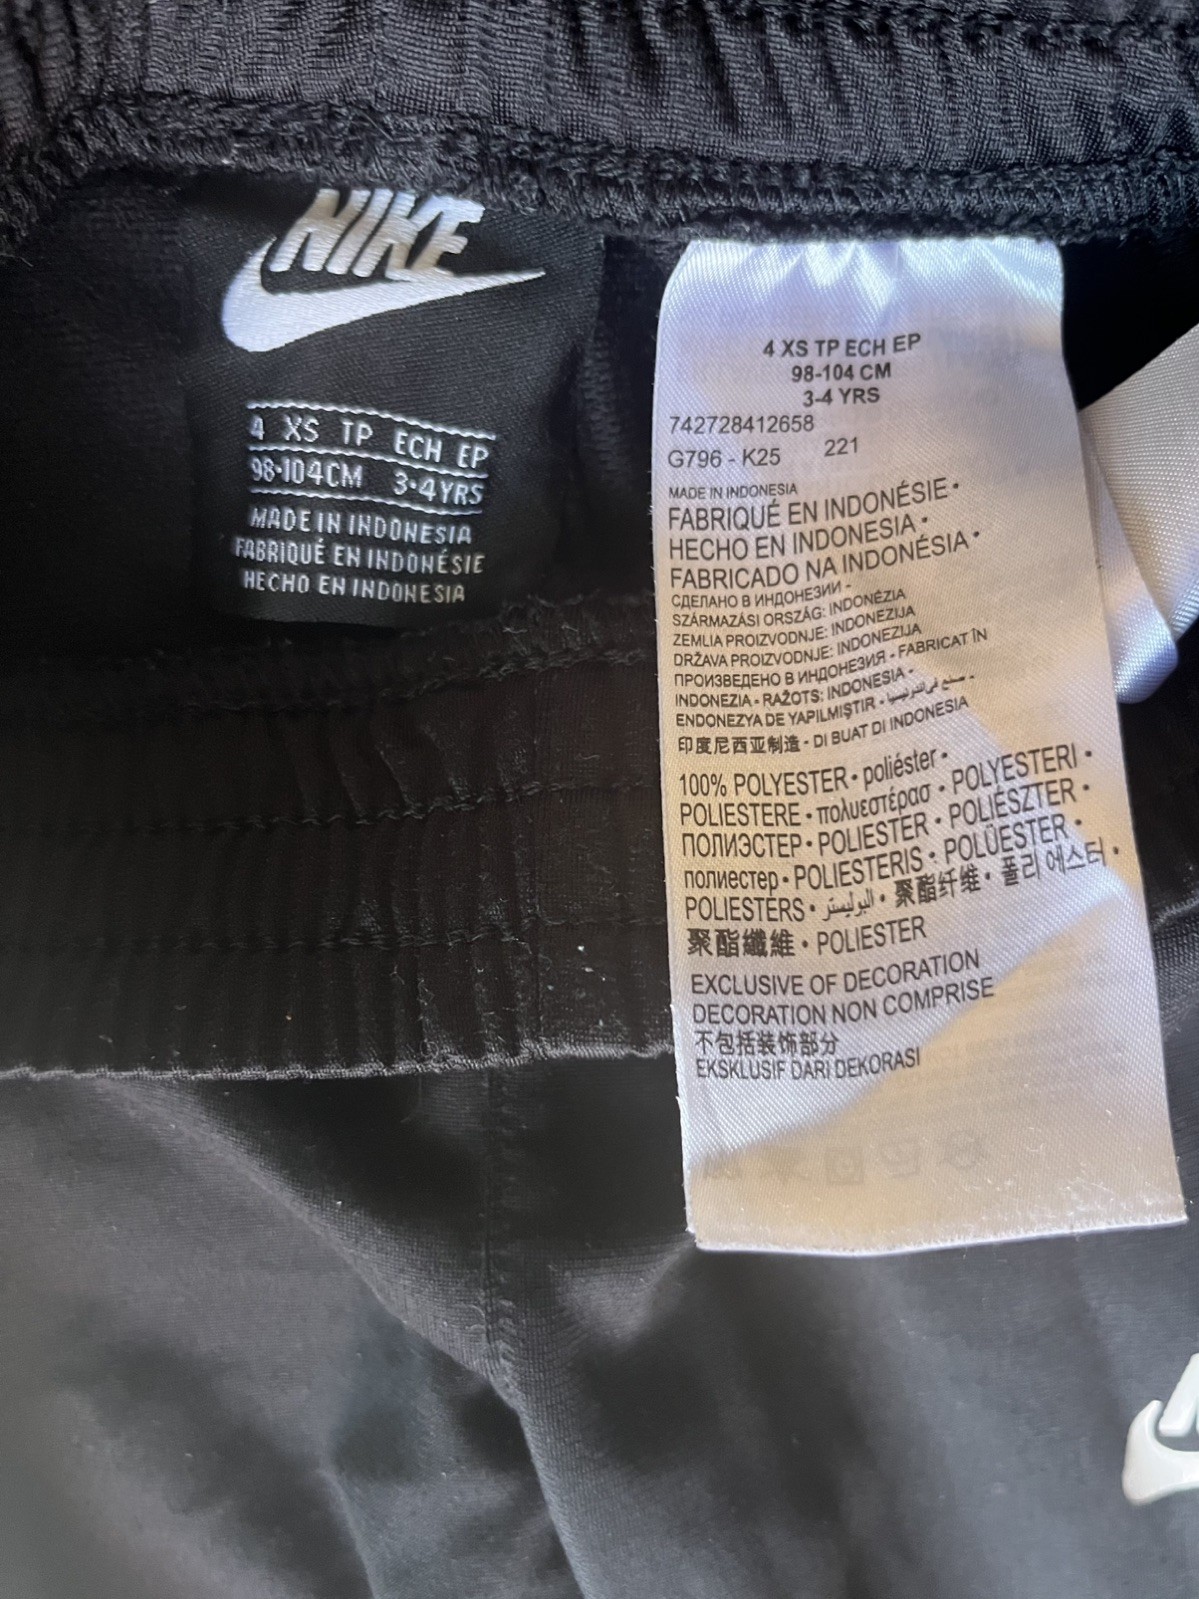 NIKE
4 XS TP ECH EP
98-104CM 3-4YRS
MADE IN INDONESIA
FABRIQUÉ EN INDONÉSIE
HECHO EN INDONESIA
4 XS TP ECH EP
98-104 CM
3-4 YRS
742728412658
G796 - K25 221
MADE IN INDONESIA
FABRIQUÉ EN INDONÉSIE •
HECHO EN INDONESIA •
FABRICADO NA INDONÉSIA •
СДЕЛАНО В ИНДОНЕЗИИ -
SZÁRMAZÁSI ORSZÁG: INDONÉZIA
ZEMLJA PROIZVODNJE: INDONEZIJA
DRŽAVA PROIZVODNJE: INDONEZIJA
ПРОИЗВЕДЕНО В ИНДОНЕЗИЯ - FABRICAT ÎN
INDONEZIA - RAŽOTS: INDONESIA -
ENDONEZYA DE YAPILMIŞTIR - صنع في اندونيسيا -
印度尼西亚制造 - DI BUAT DI INDONESIA
100% POLYESTER • poliéster •
POLIESTERE • πολυεστέρασ • POLYESTERI •
ПОЛИЭСТЕР • POLIESTER • POLIÉSZTER •
полиестер • POLIESTERIS • POLÜESTER •
POLIESTERS • البوليستر • 聚酯纤维 • 폴리에스터 •
聚酯纖維 • POLIESTER
EXCLUSIVE OF DECORATION
DECORATION NON COMPRISE
不包括装饰部分
EKSKLUSIF DARI DEKORASI